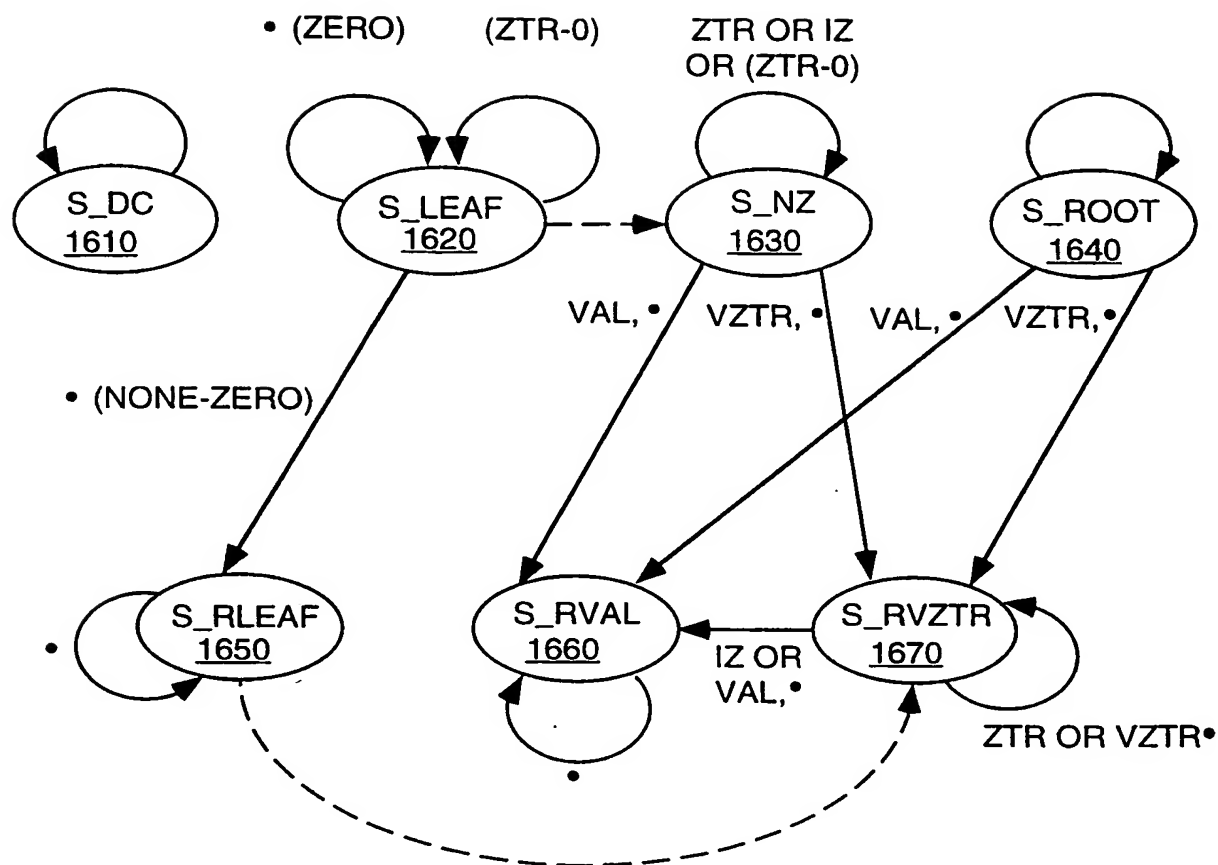 • (ZERO)
(ZTR-0)
ZTR OR IZ
OR (ZTR-0)
S_DC
1610
S_LEAF
1620
S_NZ
1630
S_ROOT
1640
VAL, •
VZTR, •
VAL, •
VZTR, •
• (NONE-ZERO)
S_RLEAF
1650
S_RVAL
1660
S_RVZTR
1670
•
IZ OR
VAL, •
ZTR OR VZTR•
•